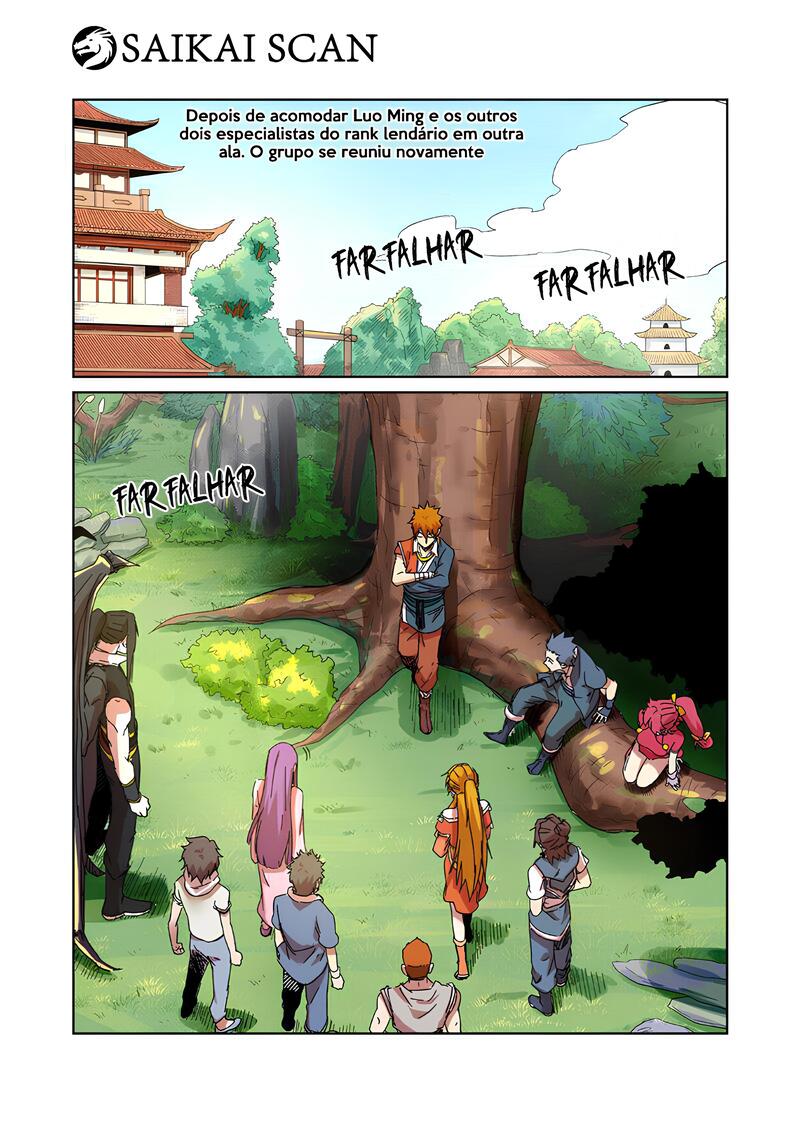 SAIKAI SCAN
Depois de acomodar Luo Ming e os outros
dois especialistas do rank lendário em outra
ala. O grupo se reuniu novamente
FARFALHAR
FARFALHAR
FARFALHAR